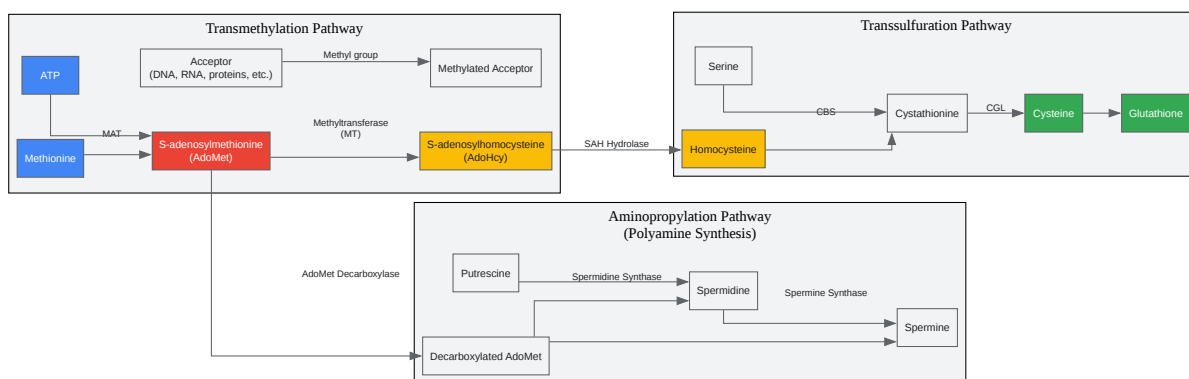 Transmethylation Pathway
ATP
Acceptor
(DNA, RNA, proteins, etc.)
Methyl group
Methylated Acceptor
MAT
Methionine
S-adenosylmethionine
(AdoMet)
Methyltransferase
(MT)
S-adenosylhomocysteine
(AdoHcy)
SAH Hydrolase
Transsulfuration Pathway
Serine
CBS
Homocysteine
Cystathionine
CGL
Cysteine
Glutathione
AdoMet Decarboxylase
Aminopropylation Pathway
(Polyamine Synthesis)
Putrescine
Spermidine Synthase
Spermidine
Spermine Synthase
Spermine
Decarboxylated AdoMet